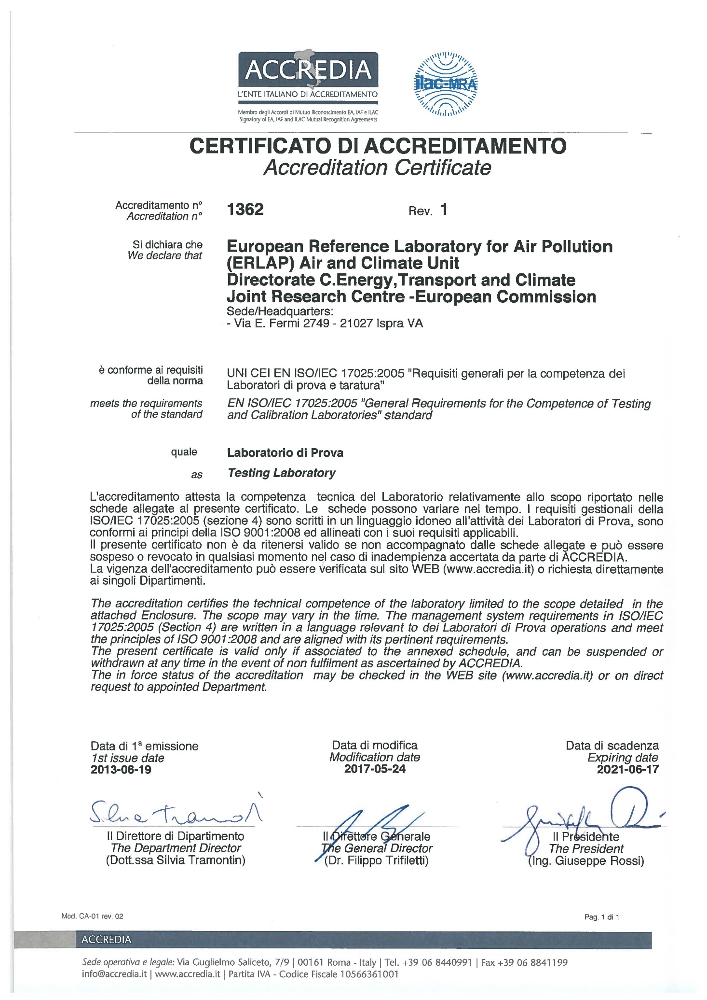 ACCREDIA
L'ENTE ITALIANO DI ACCREDITAMENTO
Membro degli Accordi di Mutuo Riconoscimento EA, IAF e ILAC
Signatory of EA, IAF and ILAC Mutual Recognition Agreements
ilac-MRA
CERTIFICATO DI ACCREDITAMENTO
Accreditation Certificate
Accreditamento n°
Accreditation n°
1362
Rev. 1
Si dichiara che
We declare that
European Reference Laboratory for Air Pollution
(ERLAP) Air and Climate Unit
Directorate C.Energy,Transport and Climate
Joint Research Centre -European Commission
Sede/Headquarters:
- Via E. Fermi 2749 - 21027 Ispra VA
è conforme ai requisiti
della norma
UNI CEI EN ISO/IEC 17025:2005 "Requisiti generali per la competenza dei
Laboratori di prova e taratura"
meets the requirements
of the standard
EN ISO/IEC 17025:2005 "General Requirements for the Competence of Testing
and Calibration Laboratories" standard
quale
Laboratorio di Prova
as
Testing Laboratory
L'accreditamento attesta la competenza tecnica del Laboratorio relativamente allo scopo riportato nelle
schede allegate al presente certificato. Le schede possono variare nel tempo. I requisiti gestionali della
ISO/IEC 17025:2005 (sezione 4) sono scritti in un linguaggio idoneo all'attività dei Laboratori di Prova, sono
conformi ai principi della ISO 9001:2008 ed allineati con i suoi requisiti applicabili.
Il presente certificato non è da ritenersi valido se non accompagnato dalle schede allegate e può essere
sospeso o revocato in qualsiasi momento nel caso di inadempienza accertata da parte di ACCREDIA.
La vigenza dell'accreditamento può essere verificata sul sito WEB (www.accredia.it) o richiesta direttamente
ai singoli Dipartimenti.
The accreditation certifies the technical competence of the laboratory limited to the scope detailed in the
attached Enclosure. The scope may vary in the time. The management system requirements in ISO/IEC
17025:2005 (Section 4) are written in a language relevant to dei Laboratori di Prova operations and meet
the principles of ISO 9001:2008 and are aligned with its pertinent requirements.
The present certificate is valid only if associated to the annexed schedule, and can be suspended or
withdrawn at any time in the event of non fulfilment as ascertained by ACCREDIA.
The in force status of the accreditation may be checked in the WEB site (www.accredia.it) or on direct
request to appointed Department.
Data di 1ª emissione
1st issue date
2013-06-19
Data di modifica
Modification date
2017-05-24
Data di scadenza
Expiring date
2021-06-17
Il Direttore di Dipartimento
The Department Director
(Dott.ssa Silvia Tramontin)
Il Direttore Generale
The General Director
(Dr. Filippo Trifiletti)
Il Presidente
The President
(Ing. Giuseppe Rossi)
Mod. CA-01 rev. 02
Pag. 1 di 1
ACCREDIA
Sede operativa e legale: Via Guglielmo Saliceto, 7/9 | 00161 Roma - Italy | Tel. +39 06 8440991 | Fax +39 06 8841199
info@accredia.it | www.accredia.it | Partita IVA - Codice Fiscale 10566361001